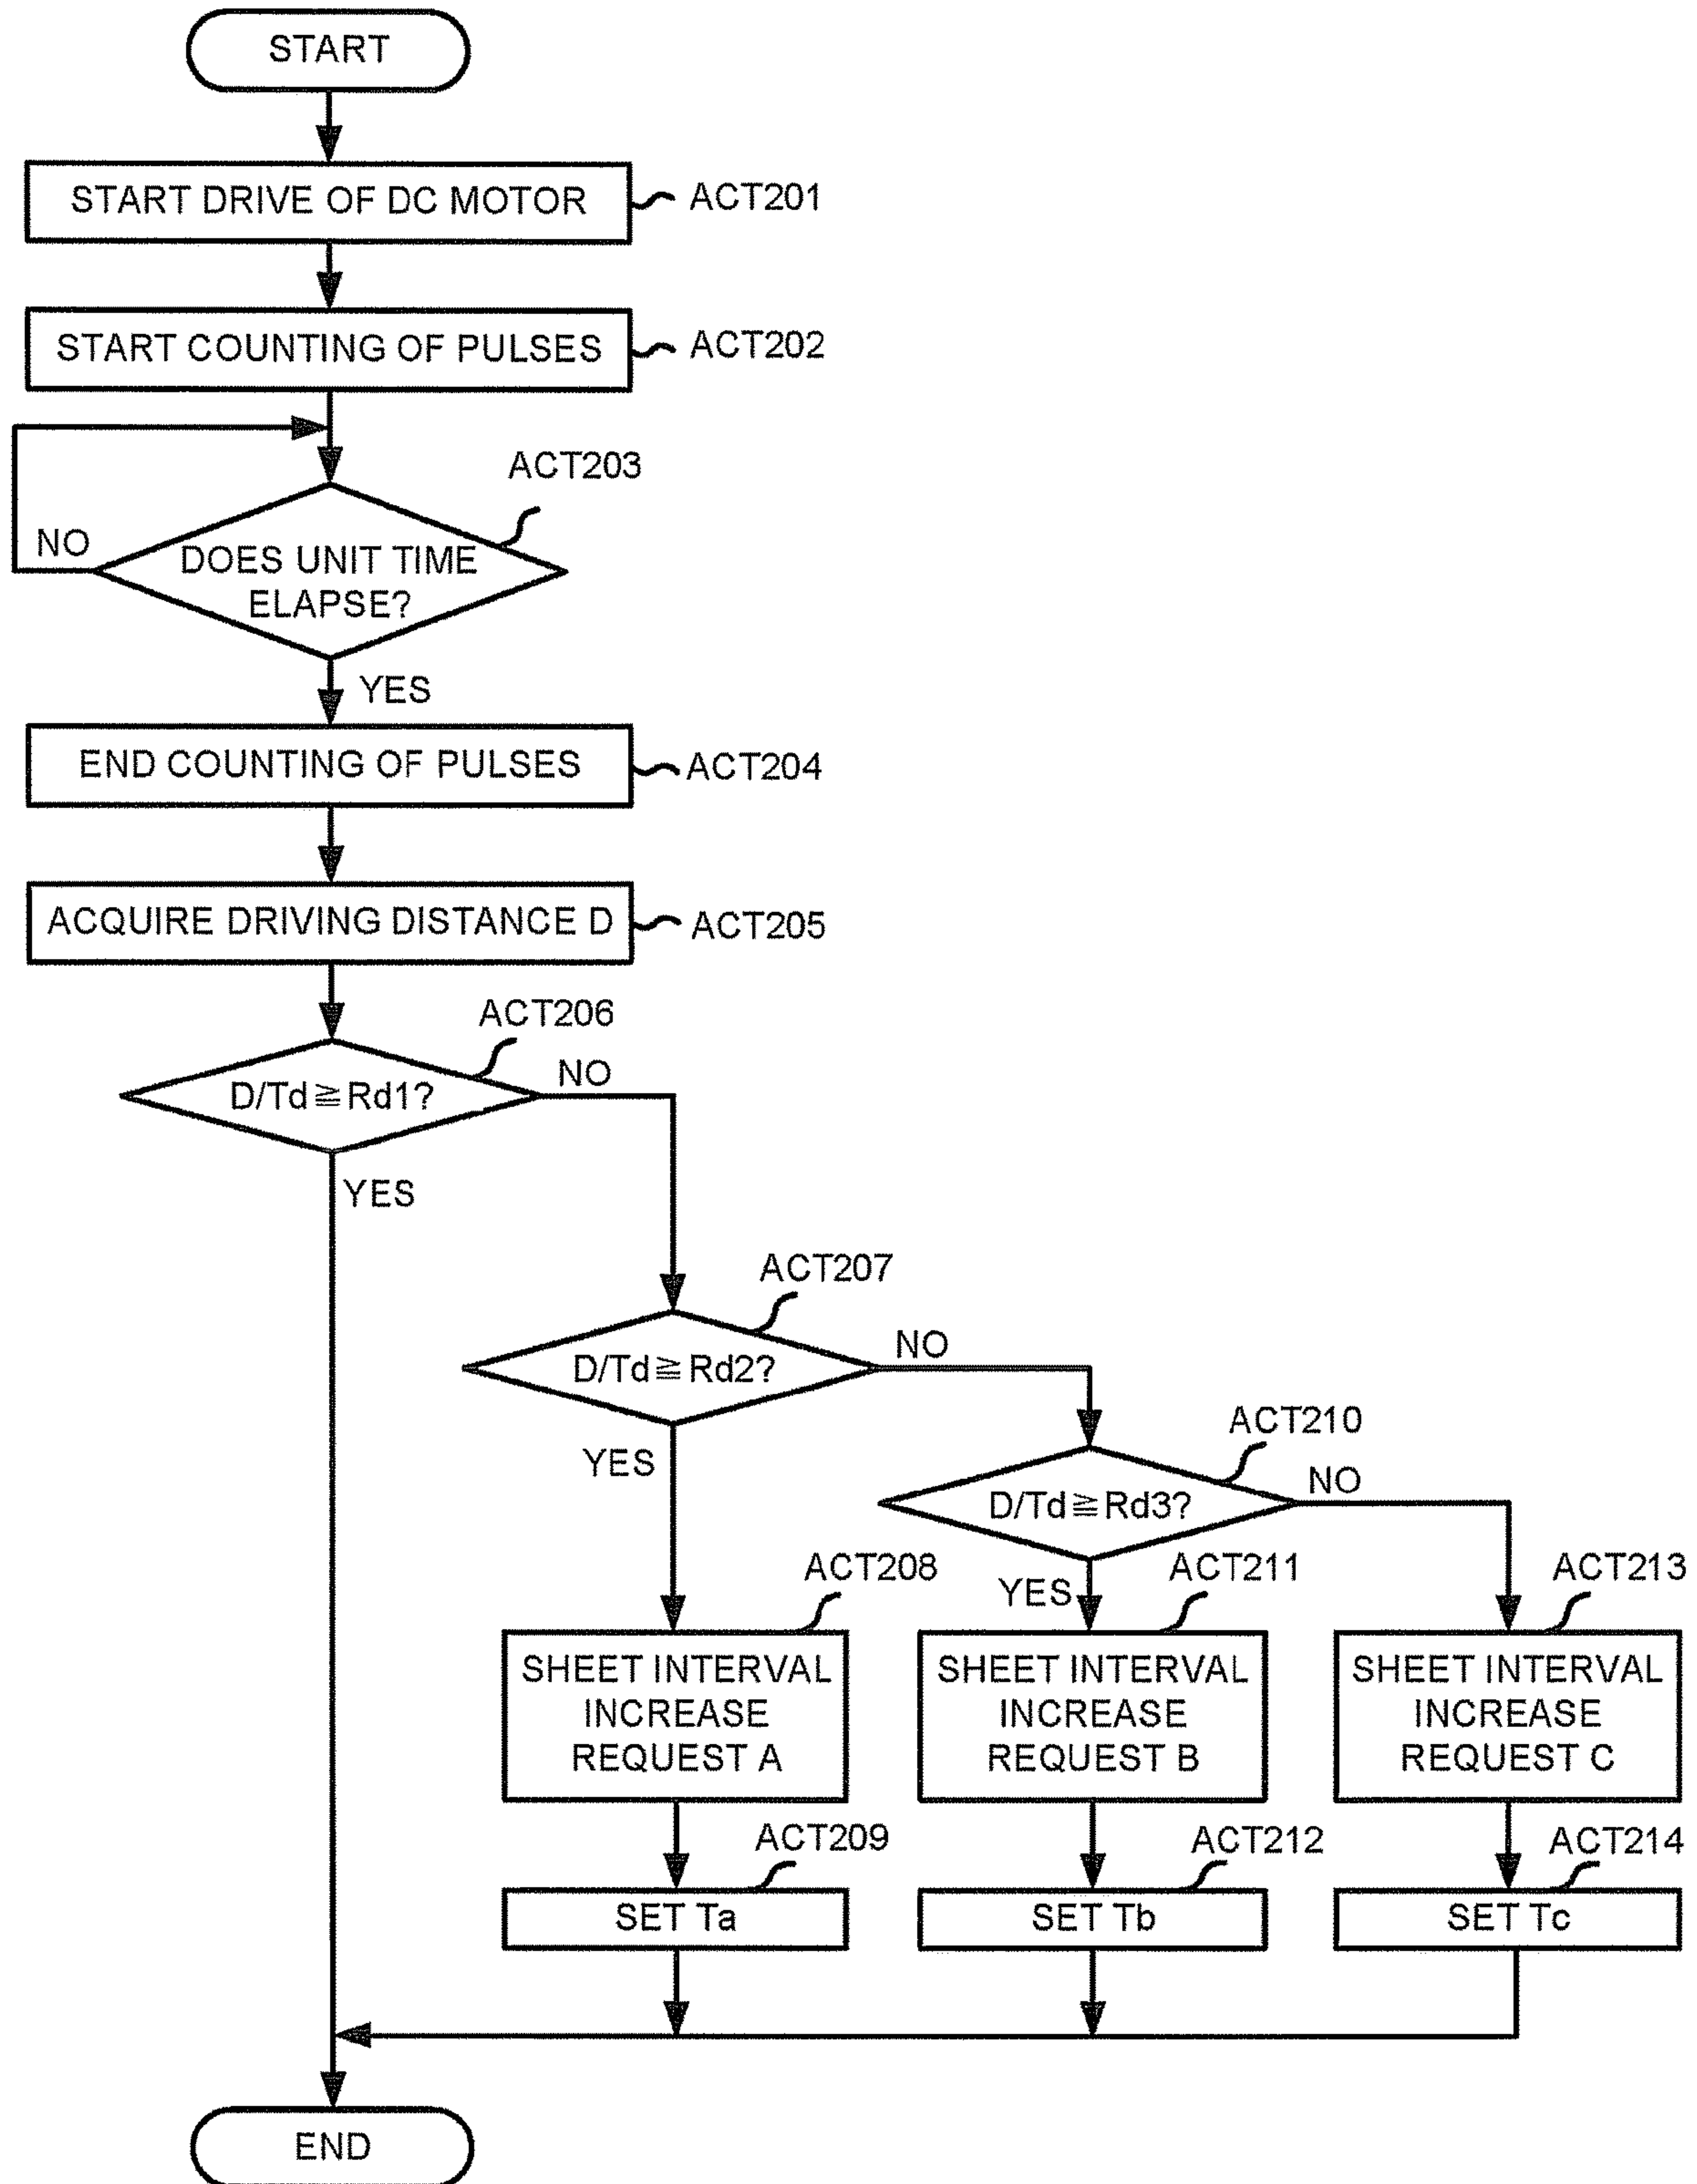 START
START DRIVE OF DC MOTOR
ACT201
START COUNTING OF PULSES
ACT202
ACT203
NO
DOES UNIT TIME
ELAPSE?
YES
END COUNTING OF PULSES
ACT204
ACQUIRE DRIVING DISTANCE D
ACT205
ACT206
D/Td≧Rd1?
NO
YES
ACT207
D/Td≧Rd2?
NO
YES
ACT210
D/Td≧Rd3?
NO
YES
ACT208
SHEET INTERVAL
INCREASE
REQUEST A
ACT211
SHEET INTERVAL
INCREASE
REQUEST B
ACT213
SHEET INTERVAL
INCREASE
REQUEST C
ACT209
SET Ta
ACT212
SET Tb
ACT214
SET Tc
END